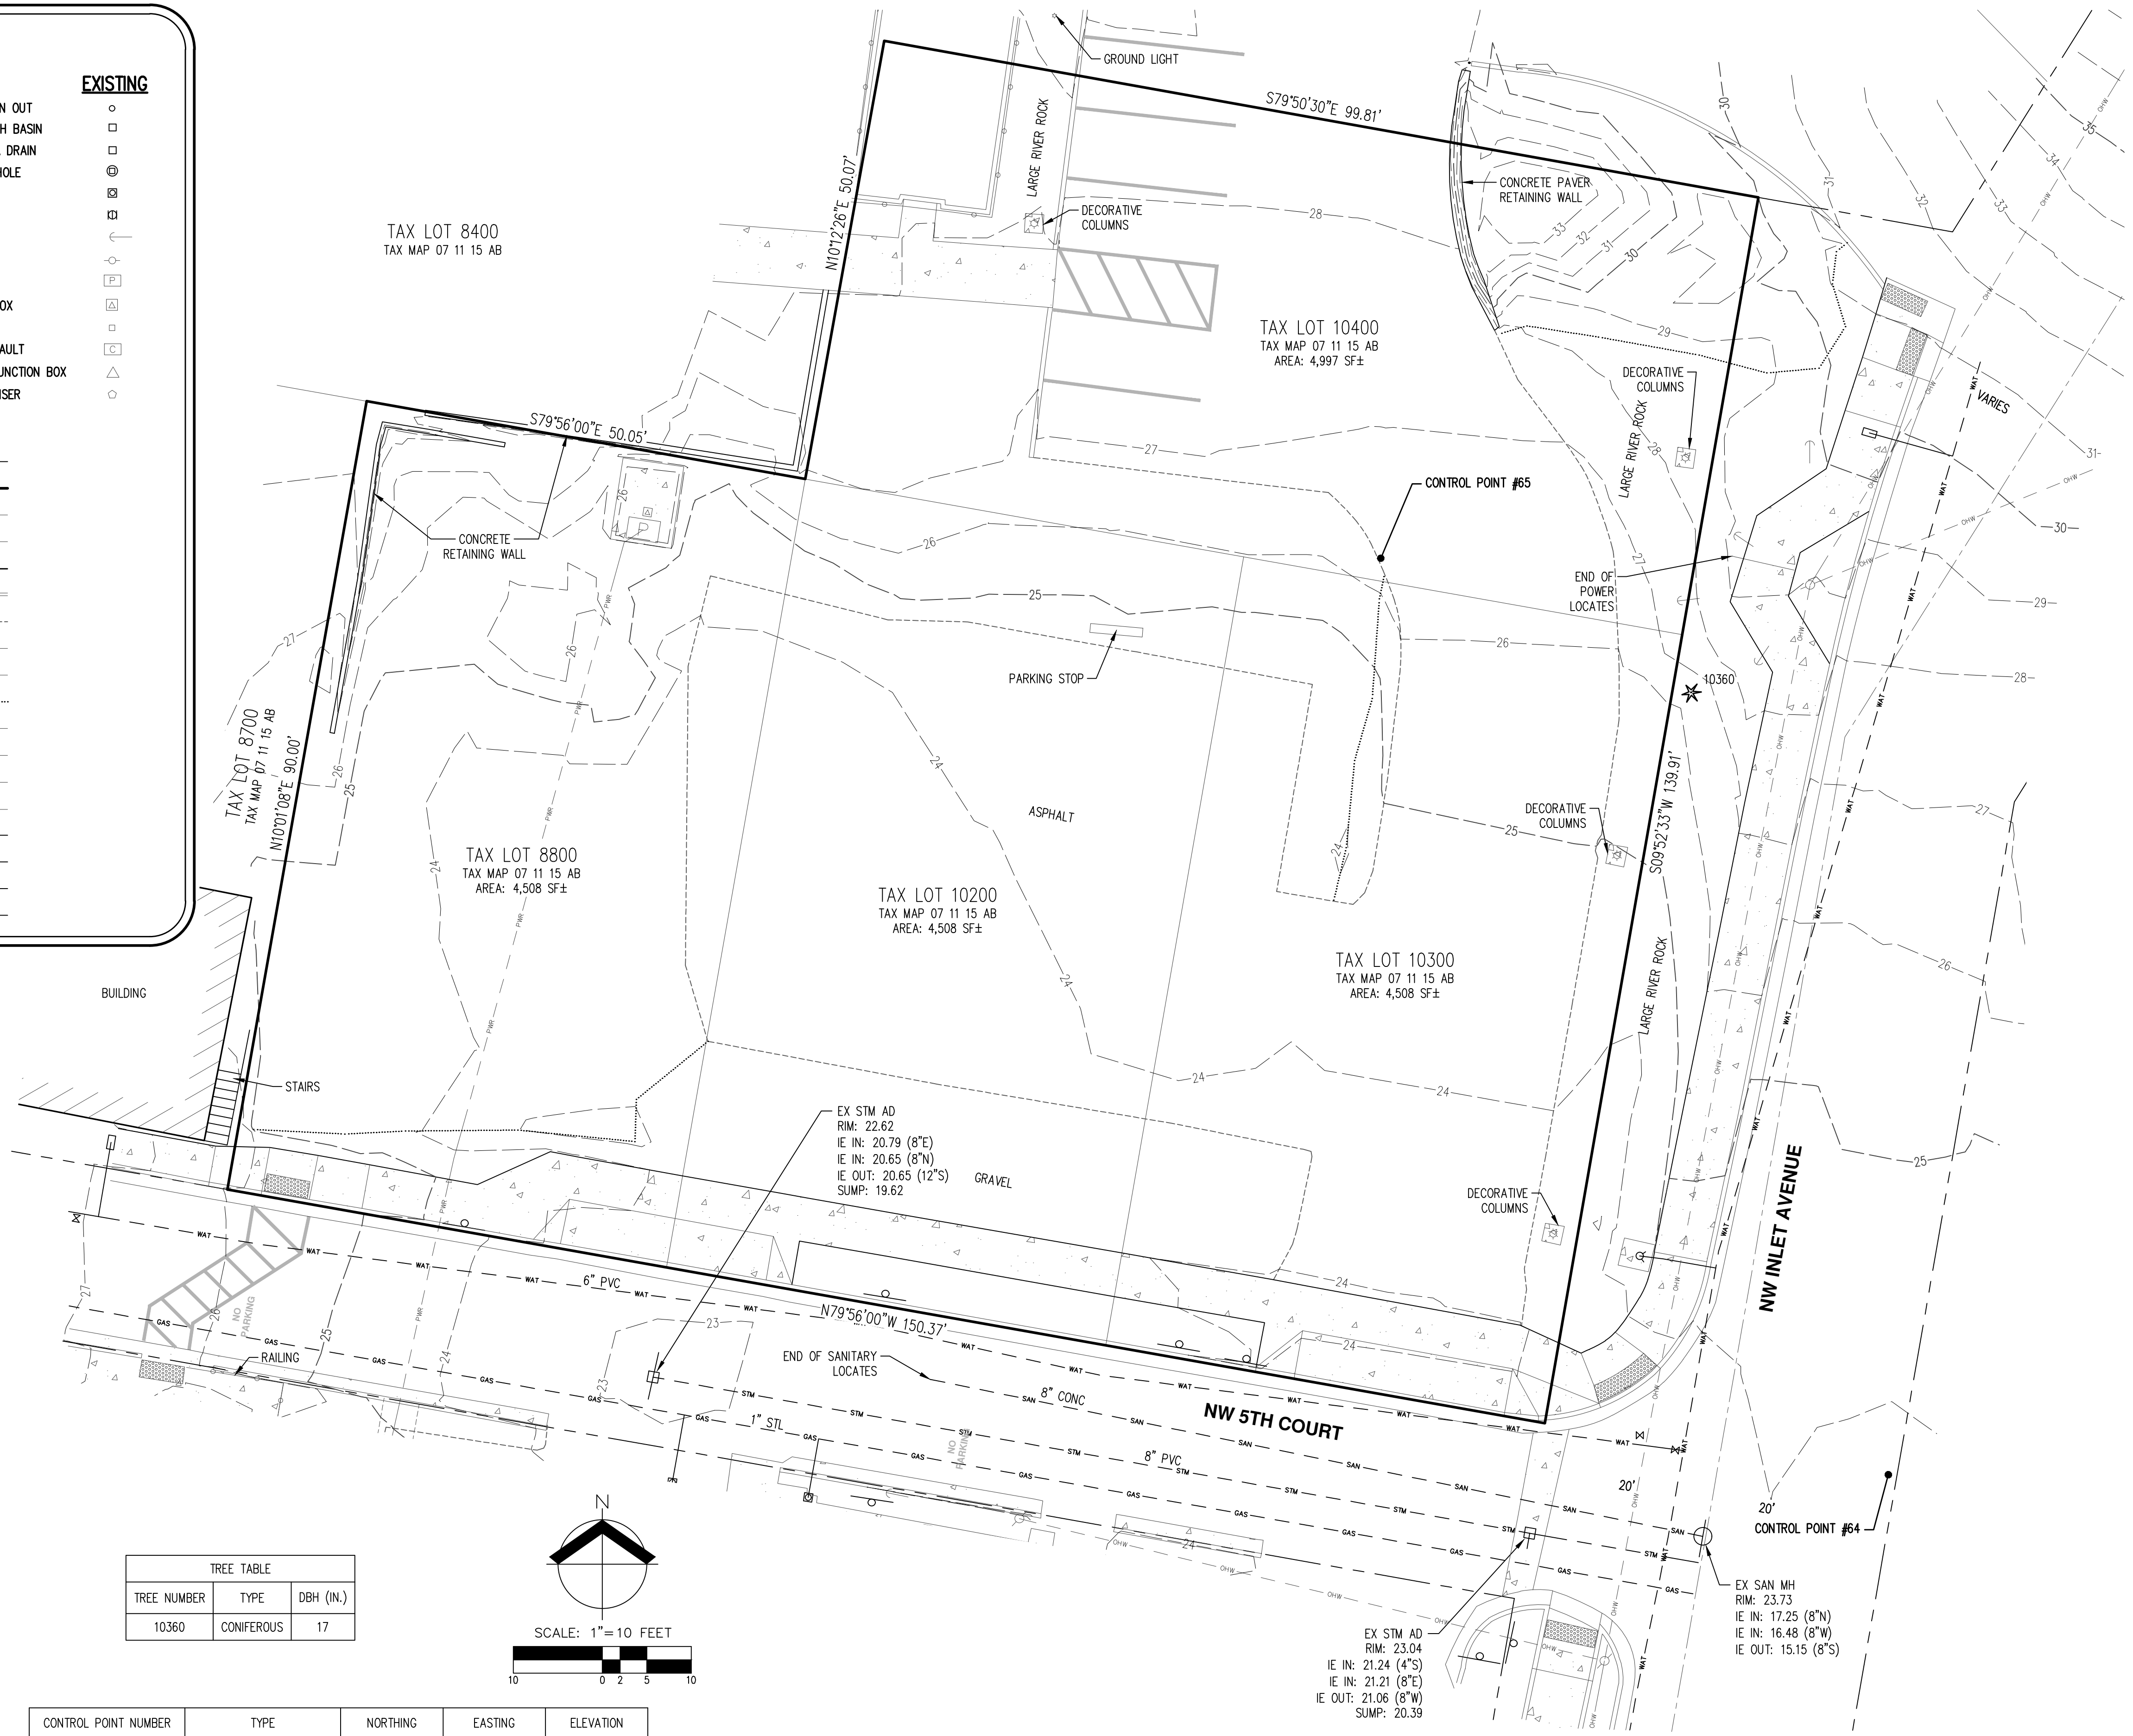 EXISTING
N OUT
H BASIN
DRAIN
HOLE
OX
AULT
UNCTION BOX
ISER
GROUND LIGHT
S79°50'30"E 99.81'
LARGE RIVER ROCK
N10°12'26"E 50.07'
DECORATIVE
COLUMNS
CONCRETE PAVER
RETAINING WALL
TAX LOT 8400
TAX MAP 07 11 15 AB
TAX LOT 10400
TAX MAP 07 11 15 AB
AREA: 4,997 SF±
DECORATIVE
COLUMNS
LARGE RIVER ROCK
VARIES
S79°56'00"E 50.05'
CONCRETE
RETAINING WALL
P
CONTROL POINT #65
END OF
POWER
LOCATES
PARKING STOP
10360
TAX LOT 8700
TAX MAP 07 11 15 AB
N10°01'08"E 90.00'
S09°52'33"W 139.91'
ASPHALT
DECORATIVE
COLUMNS
TAX LOT 8800
TAX MAP 07 11 15 AB
AREA: 4,508 SF±
TAX LOT 10200
TAX MAP 07 11 15 AB
AREA: 4,508 SF±
TAX LOT 10300
TAX MAP 07 11 15 AB
AREA: 4,508 SF±
LARGE RIVER ROCK
BUILDING
STAIRS
EX STM AD
RIM: 22.62
IE IN: 20.79 (8"E)
IE IN: 20.65 (8"N)
IE OUT: 20.65 (12"S)
SUMP: 19.62
GRAVEL
DECORATIVE
COLUMNS
NW INLET AVENUE
6" PVC
N79°56'00"W 150.37'
NO
PARKING
RAILING
END OF SANITARY
LOCATES
8" CONC
1" STL
NW 5TH COURT
NO
PARKING
8" PVC
20'
20'
CONTROL POINT #64
N
SCALE: 1"=10 FEET
10 0 2 5 10
TREE TABLE
TREE NUMBER TYPE DBH (IN.)
10360 CONIFEROUS 17
EX STM AD
RIM: 23.04
IE IN: 21.24 (4"S)
IE IN: 21.21 (8"E)
IE OUT: 21.06 (8"W)
SUMP: 20.39
EX SAN MH
RIM: 23.73
IE IN: 17.25 (8"N)
IE IN: 16.48 (8"W)
IE OUT: 15.15 (8"S)
CONTROL POINT NUMBER TYPE NORTHING EASTING ELEVATION